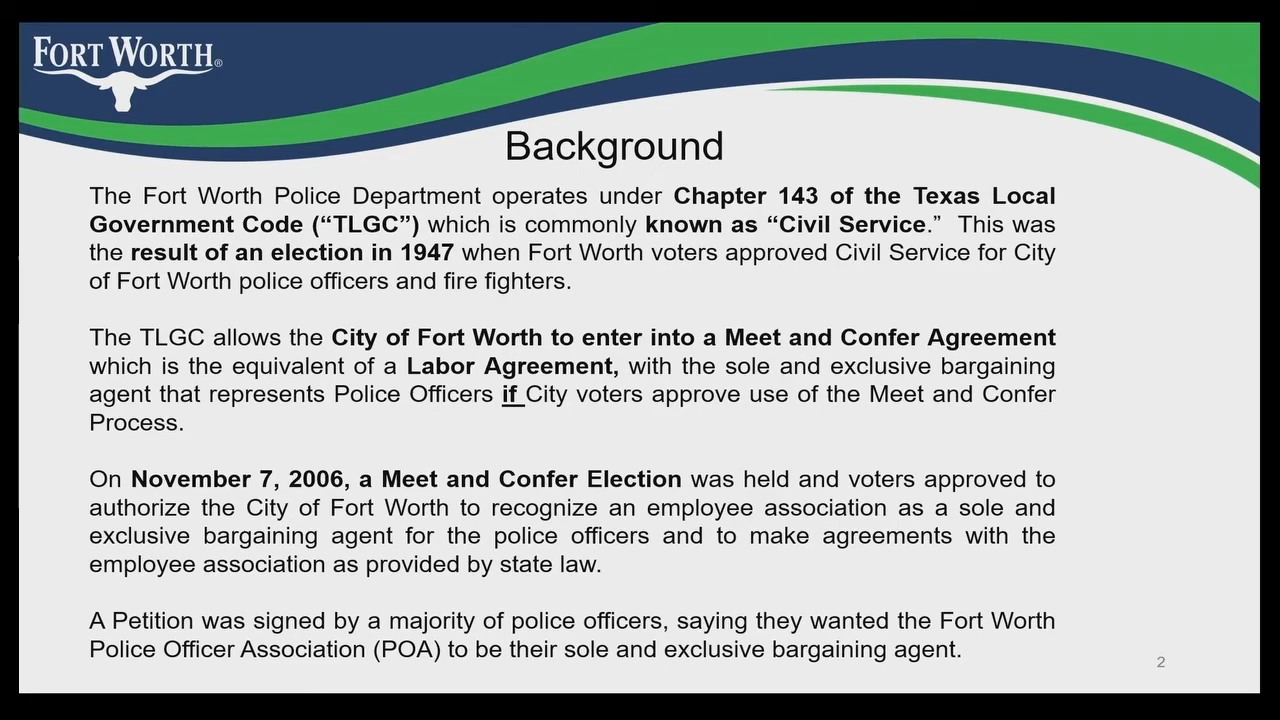 FORT WORTH®
Background
The Fort Worth Police Department operates under Chapter 143 of the Texas Local
Government Code (“TLGC”) which is commonly known as “Civil Service.”  This was
the result of an election in 1947 when Fort Worth voters approved Civil Service for City
of Fort Worth police officers and fire fighters.
The TLGC allows the City of Fort Worth to enter into a Meet and Confer Agreement
which is the equivalent of a Labor Agreement, with the sole and exclusive bargaining
agent that represents Police Officers if City voters approve use of the Meet and Confer
Process.
On November 7, 2006, a Meet and Confer Election was held and voters approved to
authorize the City of Fort Worth to recognize an employee association as a sole and
exclusive bargaining agent for the police officers and to make agreements with the
employee association as provided by state law.
A Petition was signed by a majority of police officers, saying they wanted the Fort Worth
Police Officer Association (POA) to be their sole and exclusive bargaining agent.
2